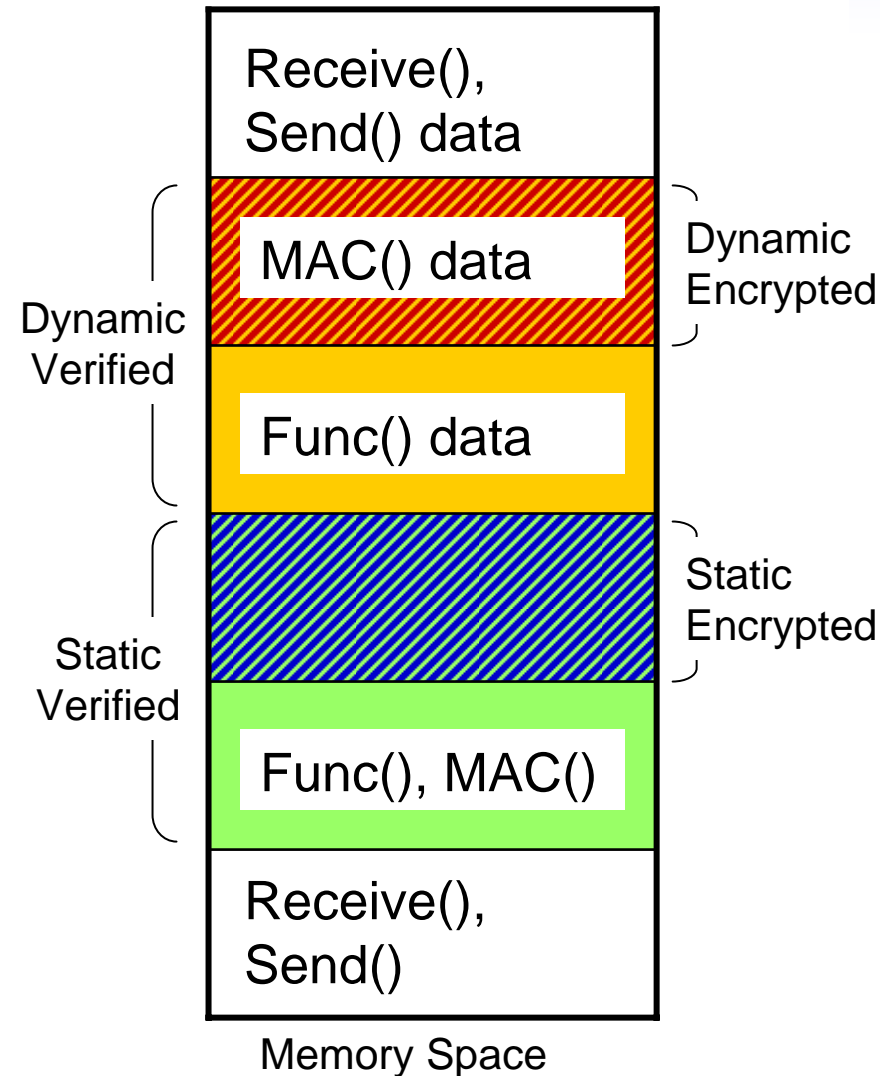 Receive(),
Send() data
MAC() data
Dynamic
Encrypted
Dynamic
Verified
Func() data
Static
Encrypted
Static
Verified
Func(), MAC()
Receive(),
Send()
Memory Space